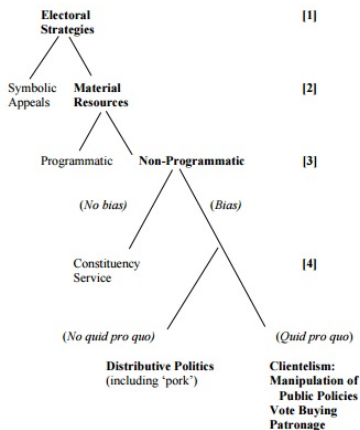 Electoral
Strategies
[1]
Symbolic
Appeals
Material
Resources
[2]
Programmatic
Non-Programmatic
[3]
(No bias)
(Bias)
Constituency
Service
[4]
(No quid pro quo)
(Quid pro quo)
Distributive Politics
(including 'pork')
Clientelism:
Manipulation of
Public Policies
Vote Buying
Patronage